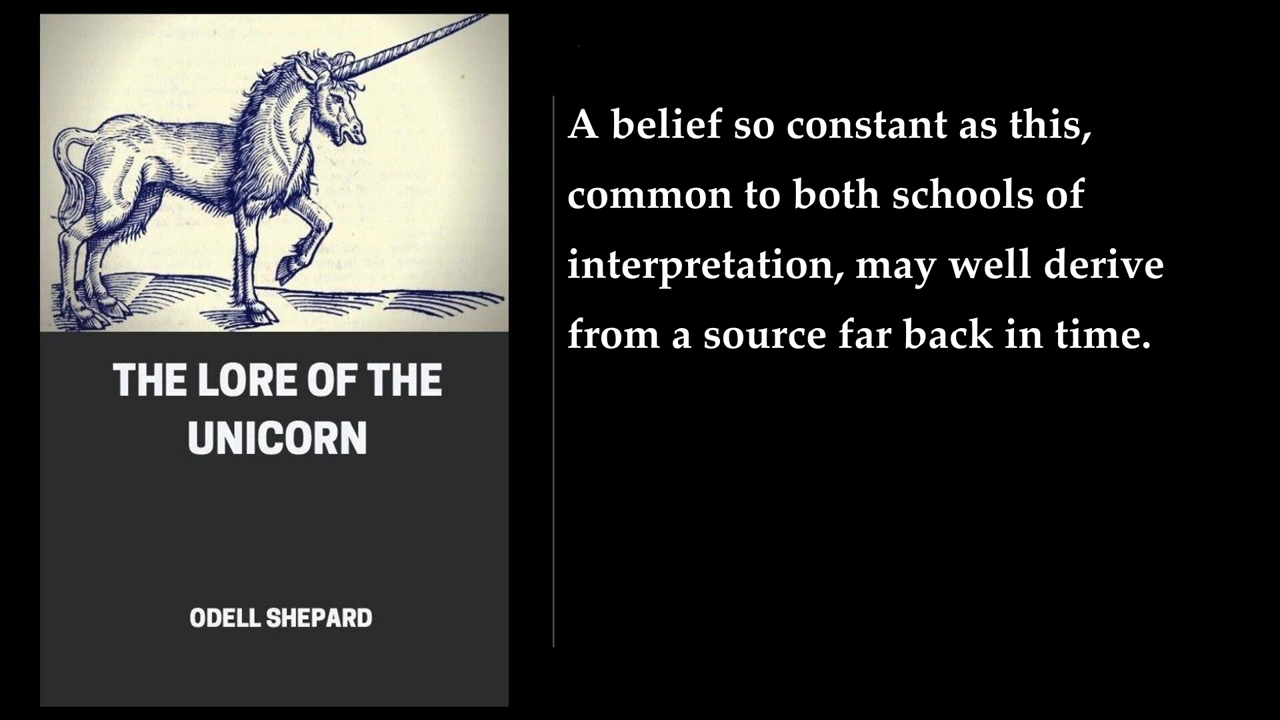 THE LORE OF THE
UNICORN
ODELL SHEPARD
A belief so constant as this,
common to both schools of
interpretation, may well derive
from a source far back in time.